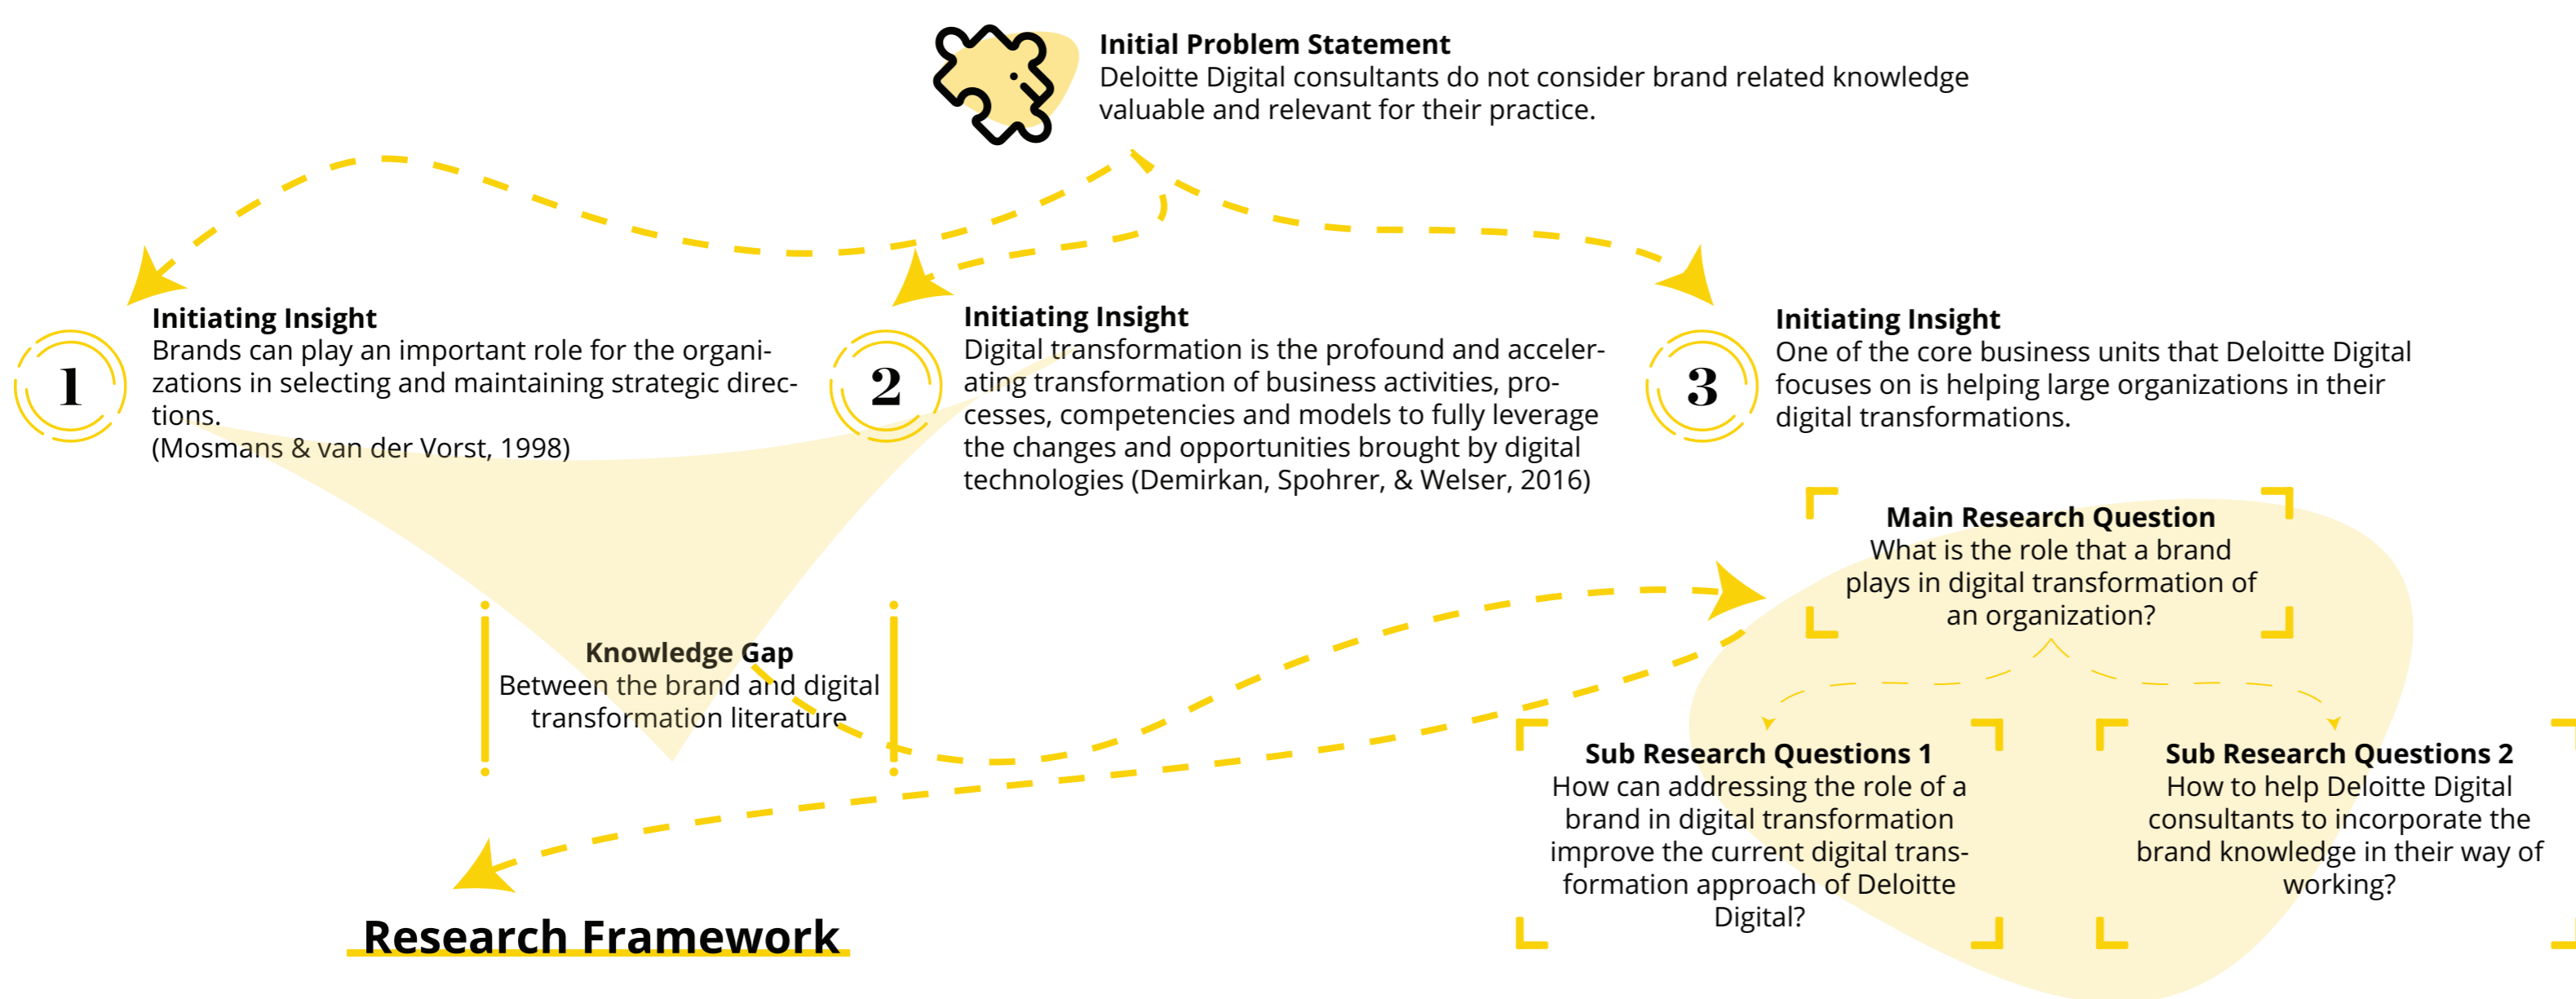 Initial Problem Statement
Deloitte Digital consultants do not consider brand related knowledge
valuable and relevant for their practice.
1
Initiating Insight
Brands can play an important role for the organi-
zations in selecting and maintaining strategic direc-
tions.
(Mosmans & van der Vorst, 1998)
2
Initiating Insight
Digital transformation is the profound and acceler-
ating transformation of business activities, pro-
cesses, competencies and models to fully leverage
the changes and opportunities brought by digital
technologies (Demirkan, Spohrer, & Welser, 2016)
3
Initiating Insight
One of the core business units that Deloitte Digital
focuses on is helping large organizations in their
digital transformations.
Knowledge Gap
Between the brand and digital
transformation literature
Main Research Question
What is the role that a brand
plays in digital transformation of
an organization?
Sub Research Questions 1
How can addressing the role of a
brand in digital transformation
improve the current digital trans-
formation approach of Deloitte
Digital?
Sub Research Questions 2
How to help Deloitte Digital
consultants to incorporate the
brand knowledge in their way of
working?
Research Framework